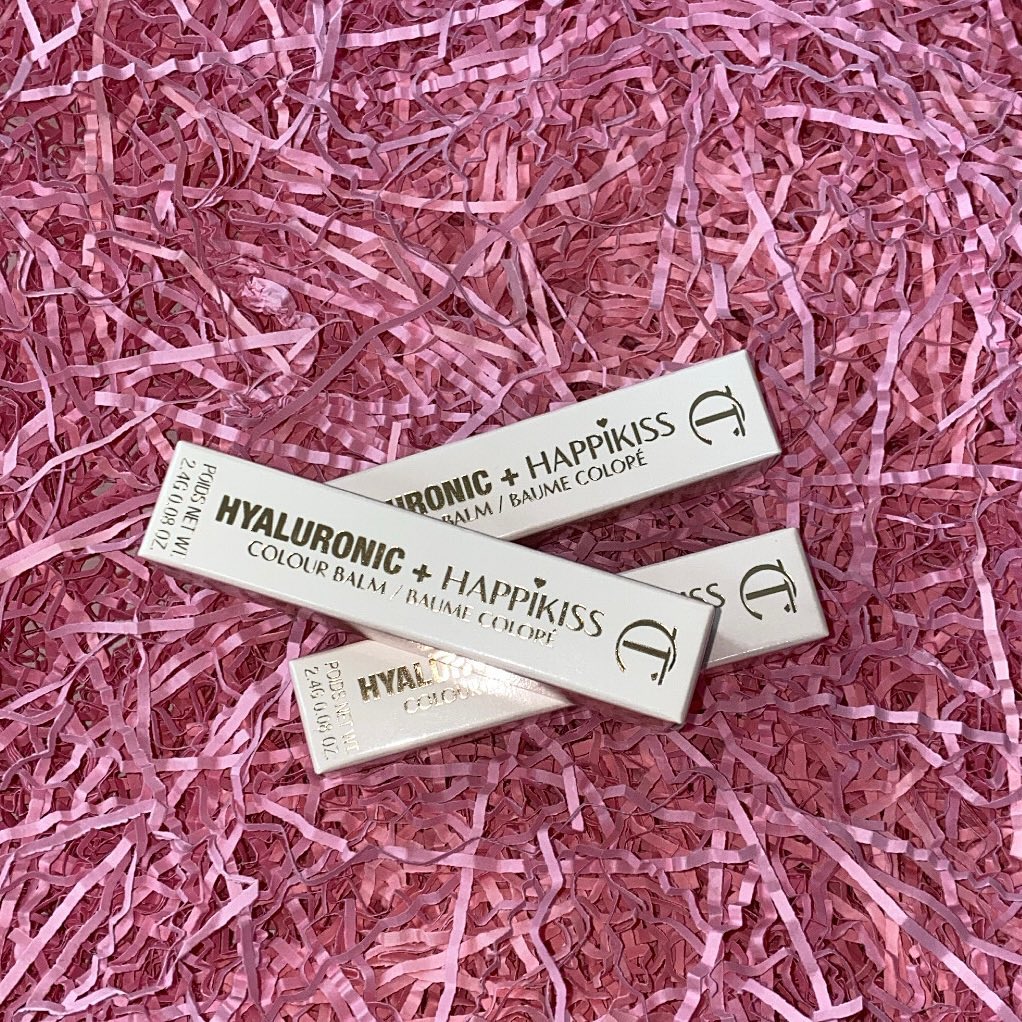 POIDS NET WT.
2.4G 0.08 OZ.
HYALURONIC + HAPPIKISS
COLOUR BALM / BAUME COLORÉ
CT
URONIC + HAPPIKISS
BALM / BAUME COLORÉ
CT
POIDS NET WT.
2.4G 0.08 OZ.
HYALU
COLOU
KISS
CT